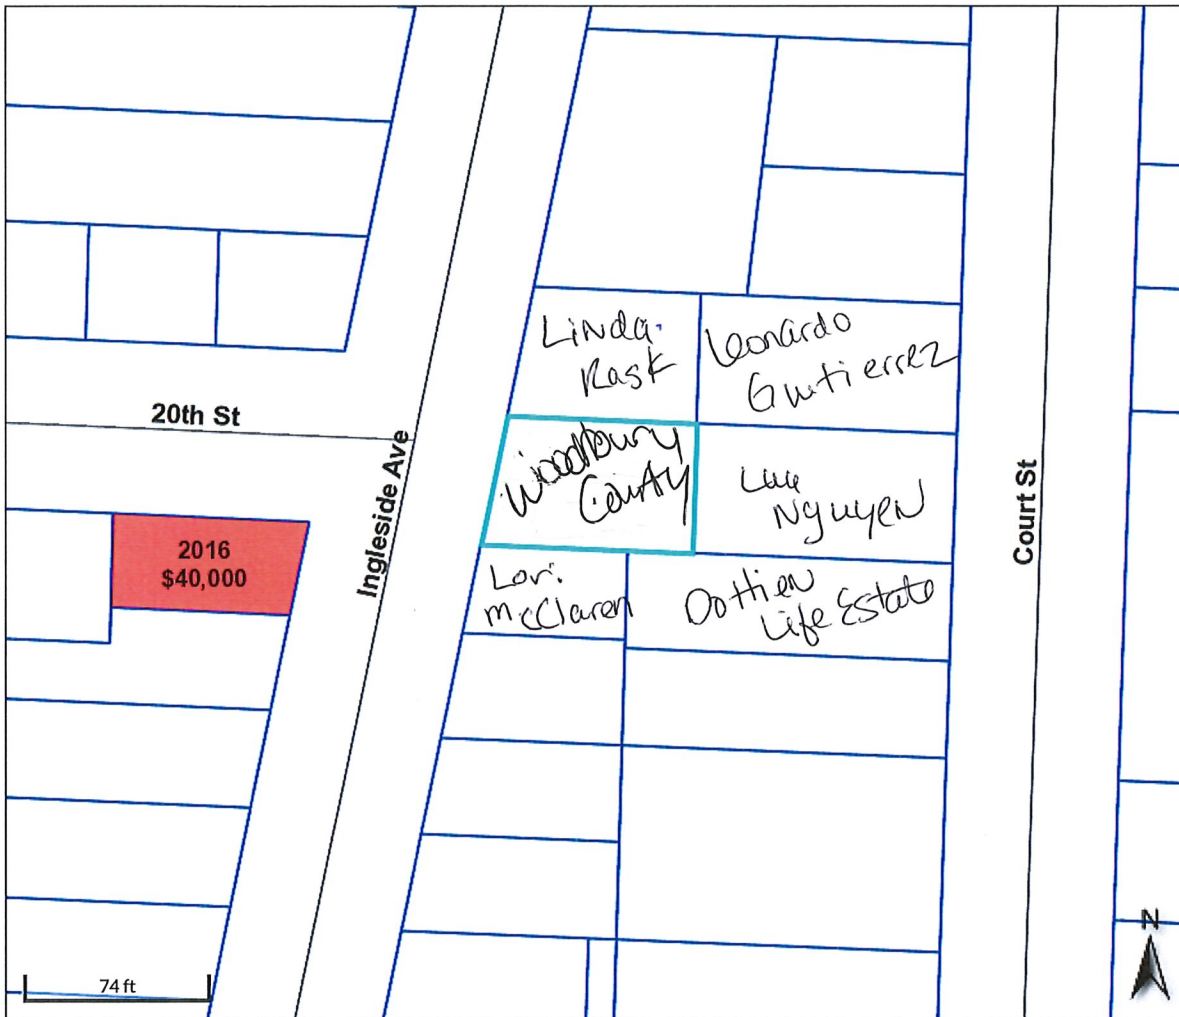 Linda
Rask
Leonardo
Gutierrez
20th St
Woodbury
County
Ingleside Ave
Court St
Nguyen
2016
$40,000
Lori
McClaren
Life Estate
N
74 ft